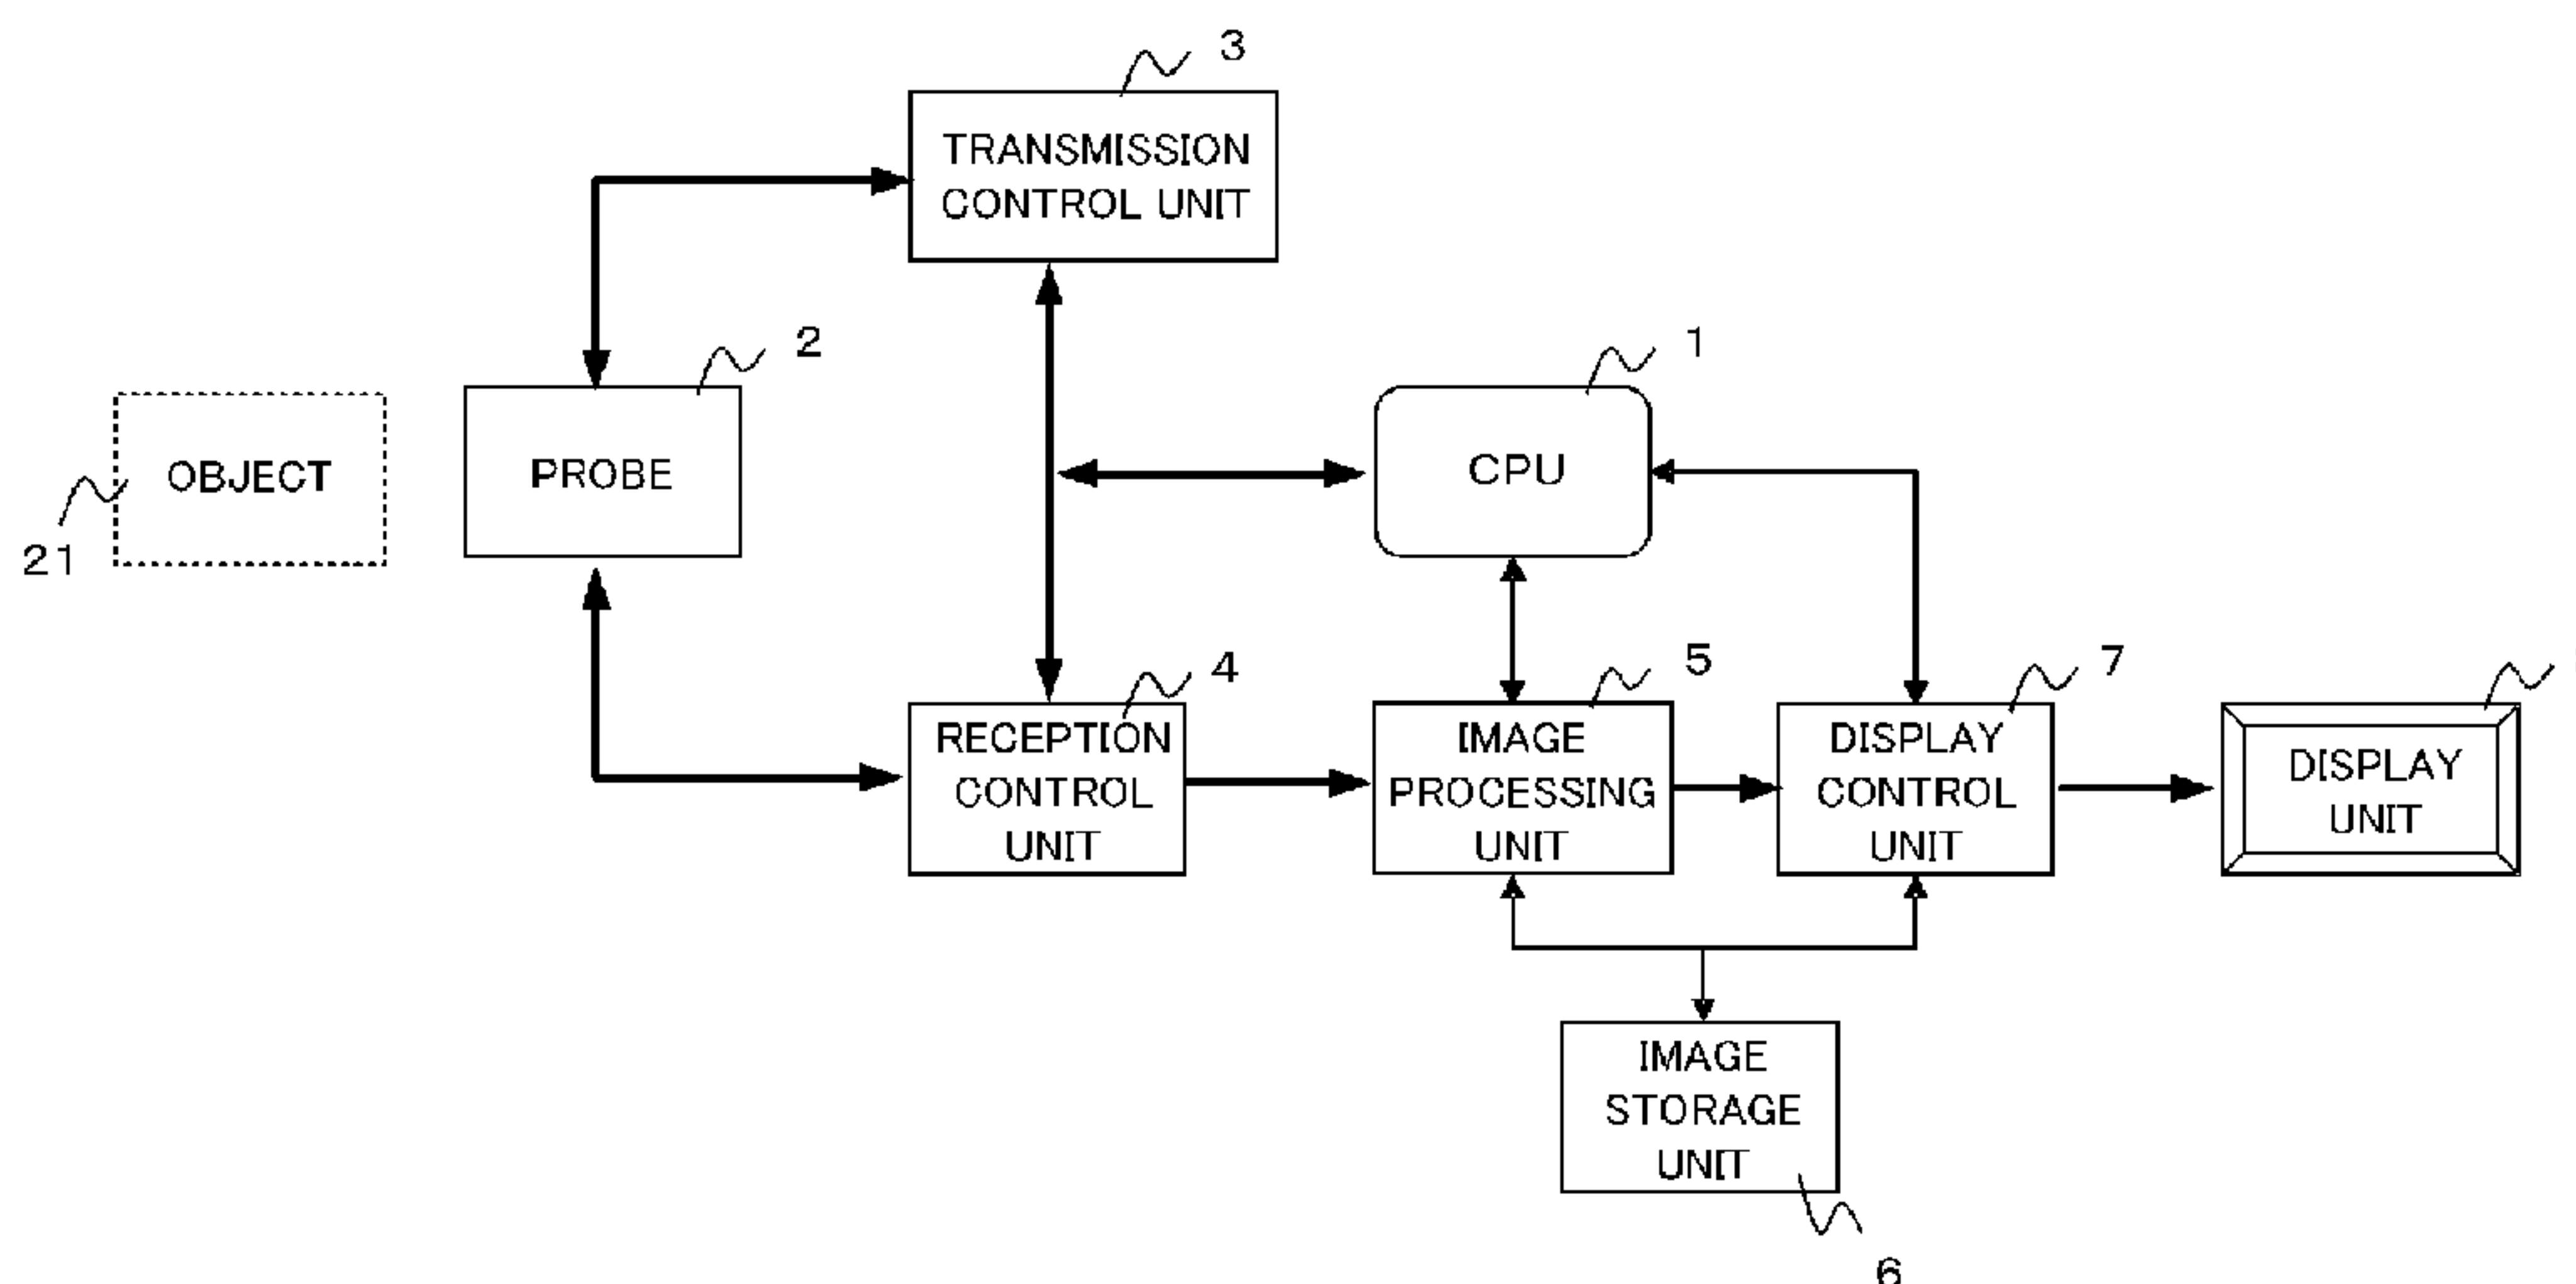 3
TRANSMISSION
CONTROL UNIT
2
1
OBJECT
PROBE
CPU
21
4
5
7
RECEPTION
CONTROL
UNIT
IMAGE
PROCESSING
UNIT
DISPLAY
CONTROL
UNIT
DISPLAY
UNIT
IMAGE
STORAGE
UNIT
6